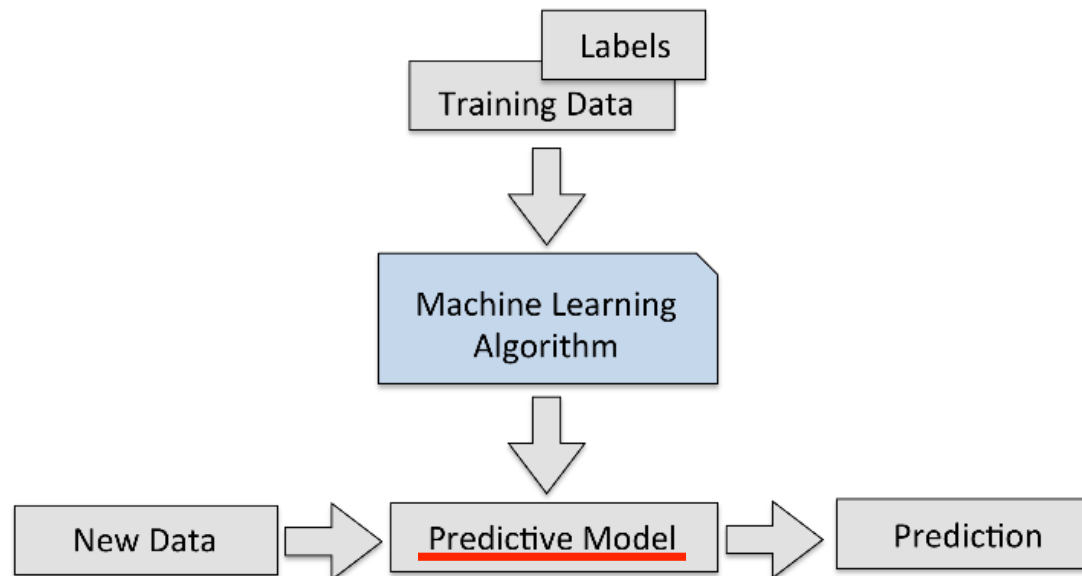 Labels
Training Data
Machine Learning
Algorithm
New Data
Predictive Model
Prediction